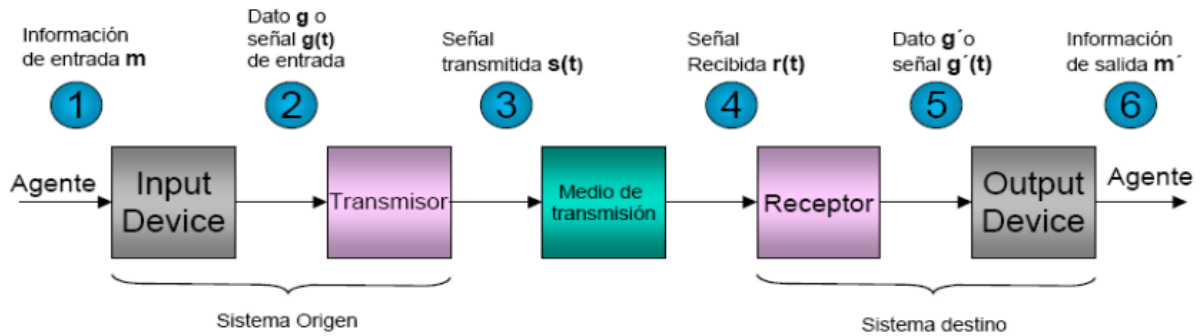 Información
de entrada m
Dato g o
señal g(t)
de entrada
Señal
transmitida s(t)
Señal
Recibida r(t)
Dato g´o
señal g´(t)
Información
de salida m´
1
2
3
4
5
6
Agente
Input
Device
Transmisor
Medio de
transmisión
Receptor
Output
Device
Agente
Sistema Origen
Sistema destino